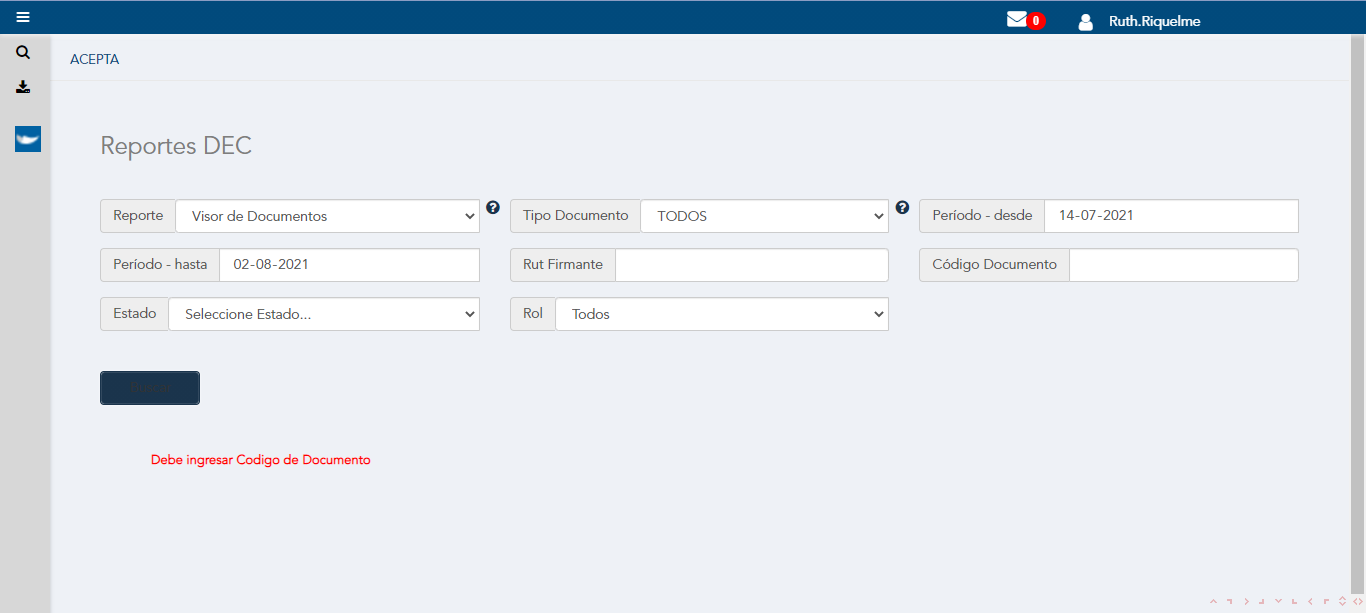 0 Ruth.Riquelme
ACEPTA
Reportes DEC
Reporte Visor de Documentos Tipo Documento TODOS Período - desde 14-07-2021
Período - hasta 02-08-2021 Rut Firmante Código Documento
Estado Seleccione Estado... Rol Todos
Debe ingresar Codigo de Documento